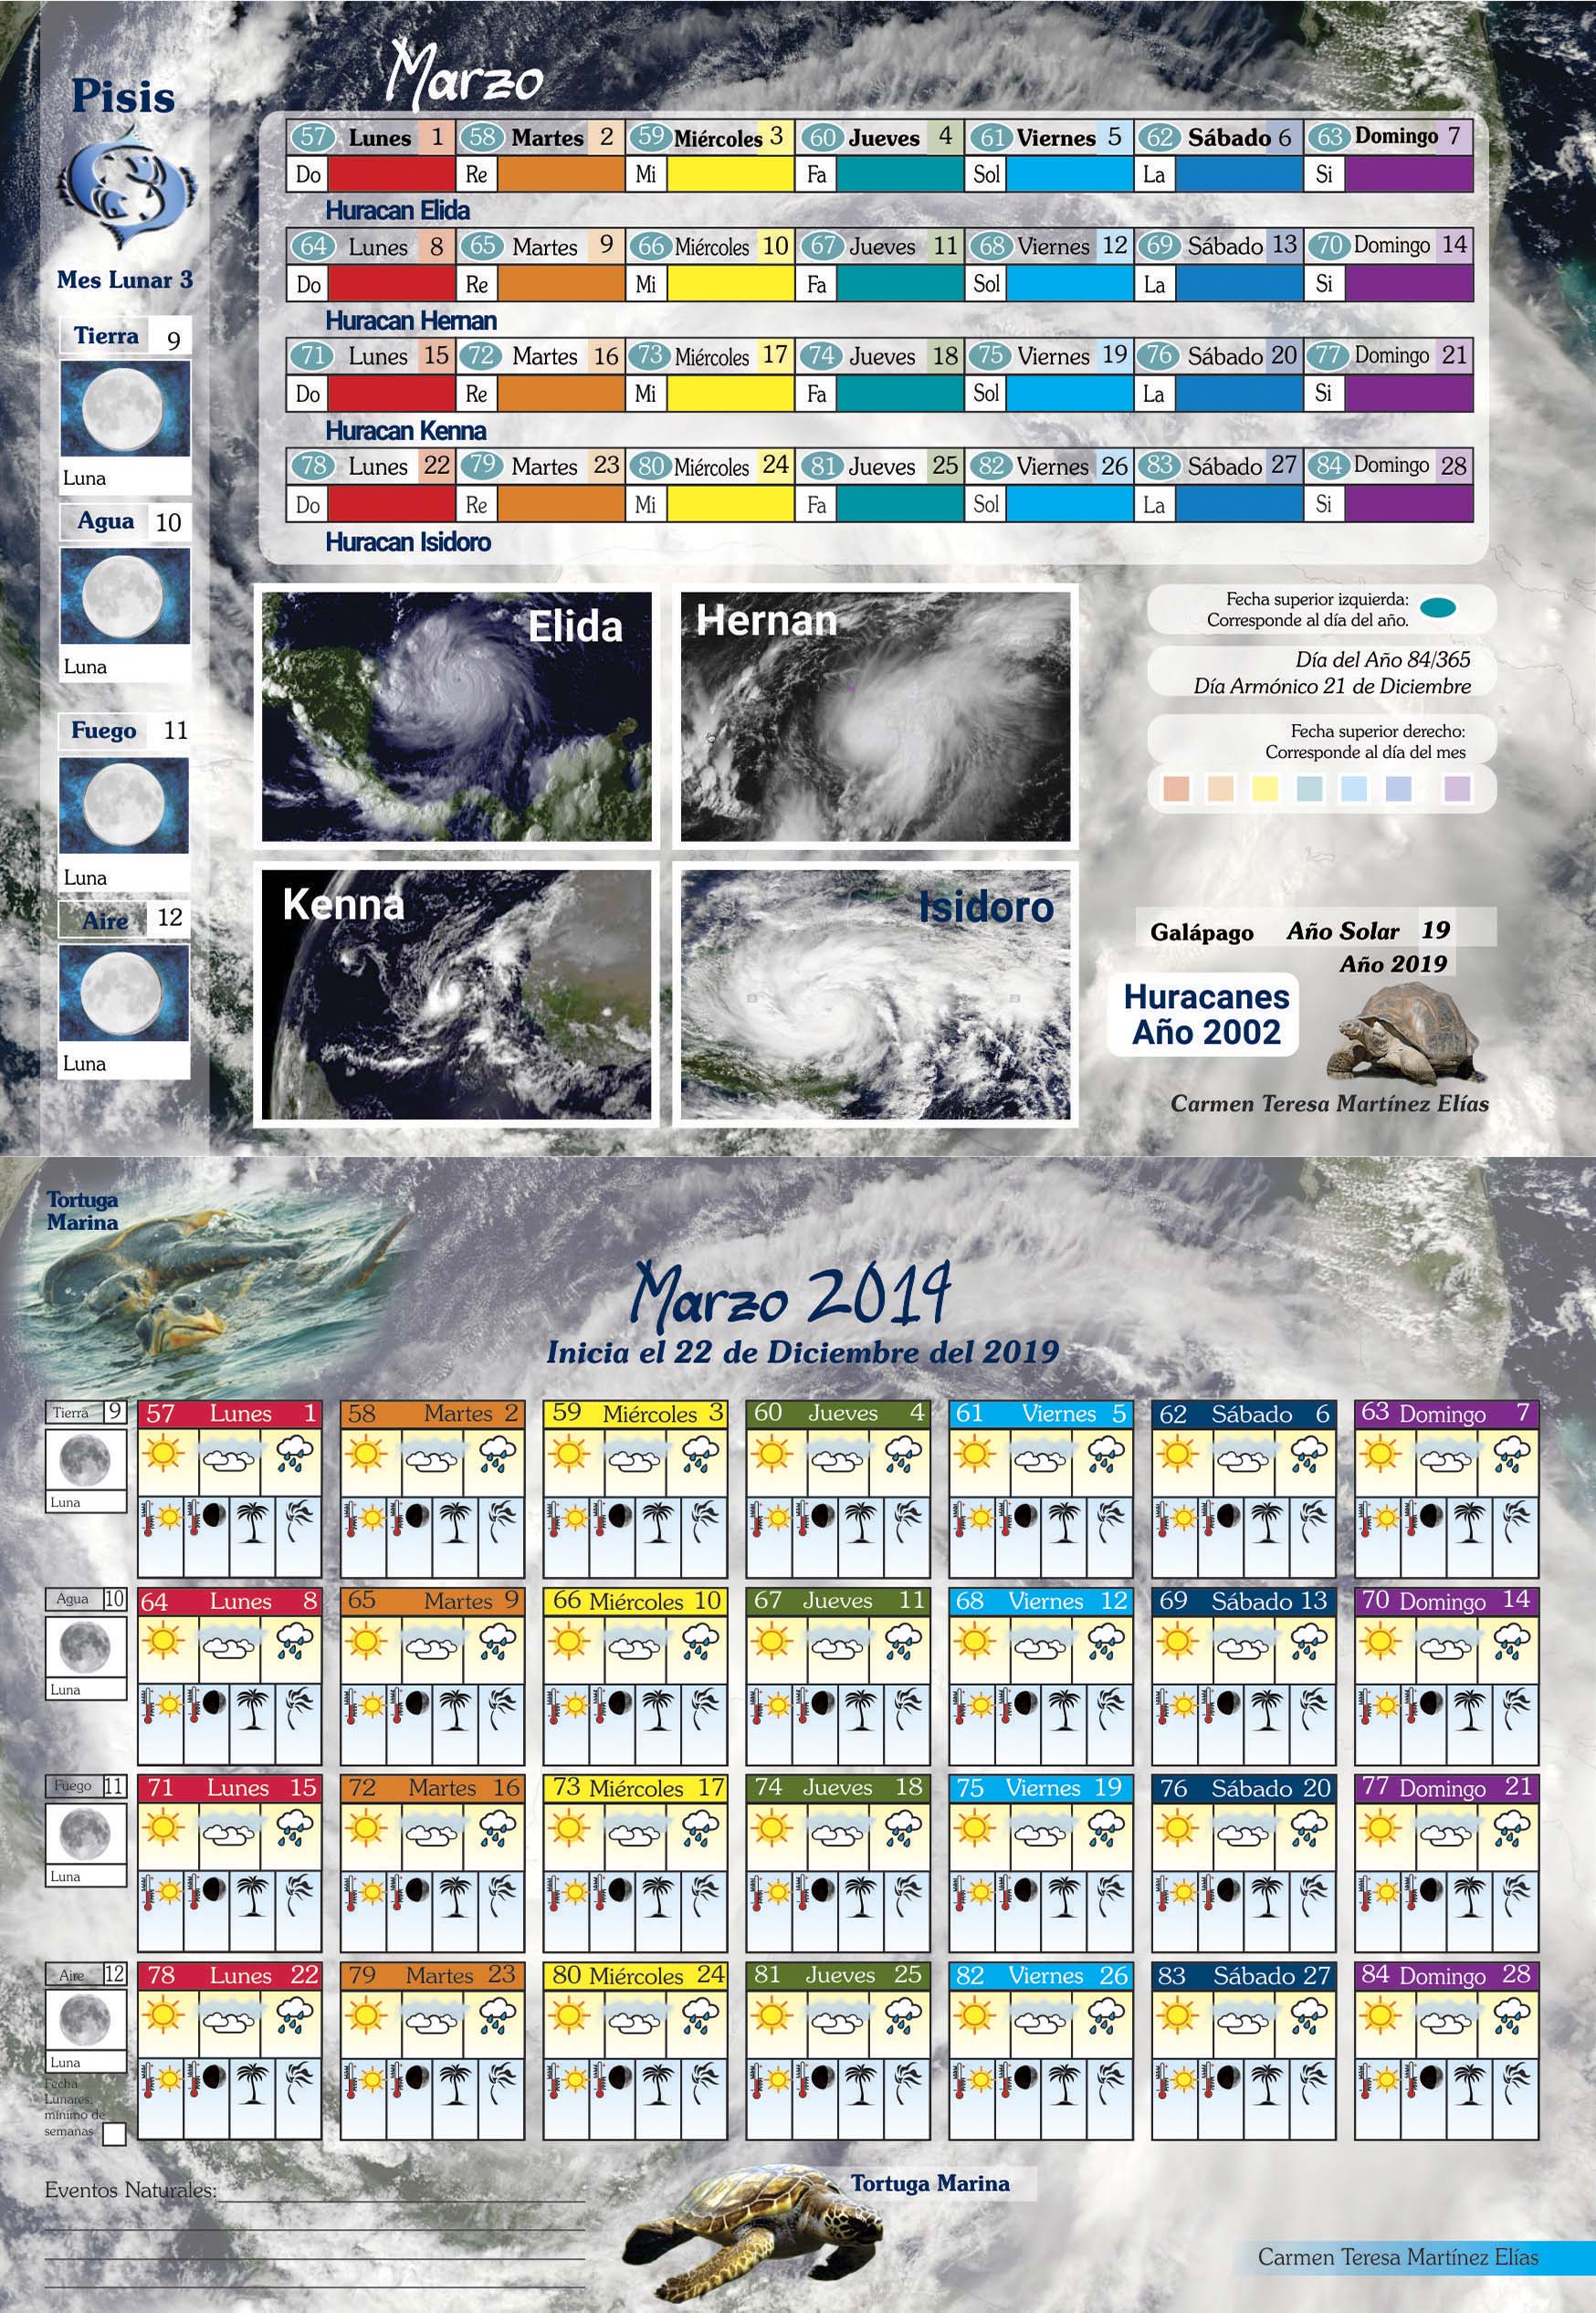 Pisis
Mes Lunar 3
Tierra 9
Luna
Agua 10
Luna
Fuego 11
Luna
Aire 12
Luna
Marzo
57 Lunes 1 58 Martes 2 59 Miércoles 3 60 Jueves 4 61 Viernes 5 62 Sábado 6 63 Domingo 7
Do Re Mi Fa Sol La Si
Huracan Elida
64 Lunes 8 65 Martes 9 66 Miércoles 10 67 Jueves 11 68 Viernes 12 69 Sábado 13 70 Domingo 14
Do Re Mi Fa Sol La Si
Huracan Hernan
71 Lunes 15 72 Martes 16 73 Miércoles 17 74 Jueves 18 75 Viernes 19 76 Sábado 20 77 Domingo 21
Do Re Mi Fa Sol La Si
Huracan Kenna
78 Lunes 22 79 Martes 23 80 Miércoles 24 81 Jueves 25 82 Viernes 26 83 Sábado 27 84 Domingo 28
Do Re Mi Fa Sol La Si
Huracan Isidoro
Elida
Hernan
Kenna
Isidoro
Fecha superior izquierda:
Corresponde al día del año.
Día del Año 84/365
Día Armónico 21 de Diciembre
Fecha superior derecho:
Corresponde al día del mes
Galápago Año Solar 19
Año 2019
Huracanes
Año 2002
Carmen Teresa Martínez Elías
Tortuga
Marina
Marzo 2019
Inicia el 22 de Diciembre del 2019
Tierra 9 57 Lunes 1 58 Martes 2 59 Miércoles 3 60 Jueves 4 61 Viernes 5 62 Sábado 6 63 Domingo 7
Luna
Agua 10 64 Lunes 8 65 Martes 9 66 Miércoles 10 67 Jueves 11 68 Viernes 12 69 Sábado 13 70 Domingo 14
Luna
Fuego 11 71 Lunes 15 72 Martes 16 73 Miércoles 17 74 Jueves 18 75 Viernes 19 76 Sábado 20 77 Domingo 21
Luna
Aire 12 78 Lunes 22 79 Martes 23 80 Miércoles 24 81 Jueves 25 82 Viernes 26 83 Sábado 27 84 Domingo 28
Luna
Fecha
Lunares:
mínimo de
semanas
Eventos Naturales:
Tortuga Marina
Carmen Teresa Martínez Elías